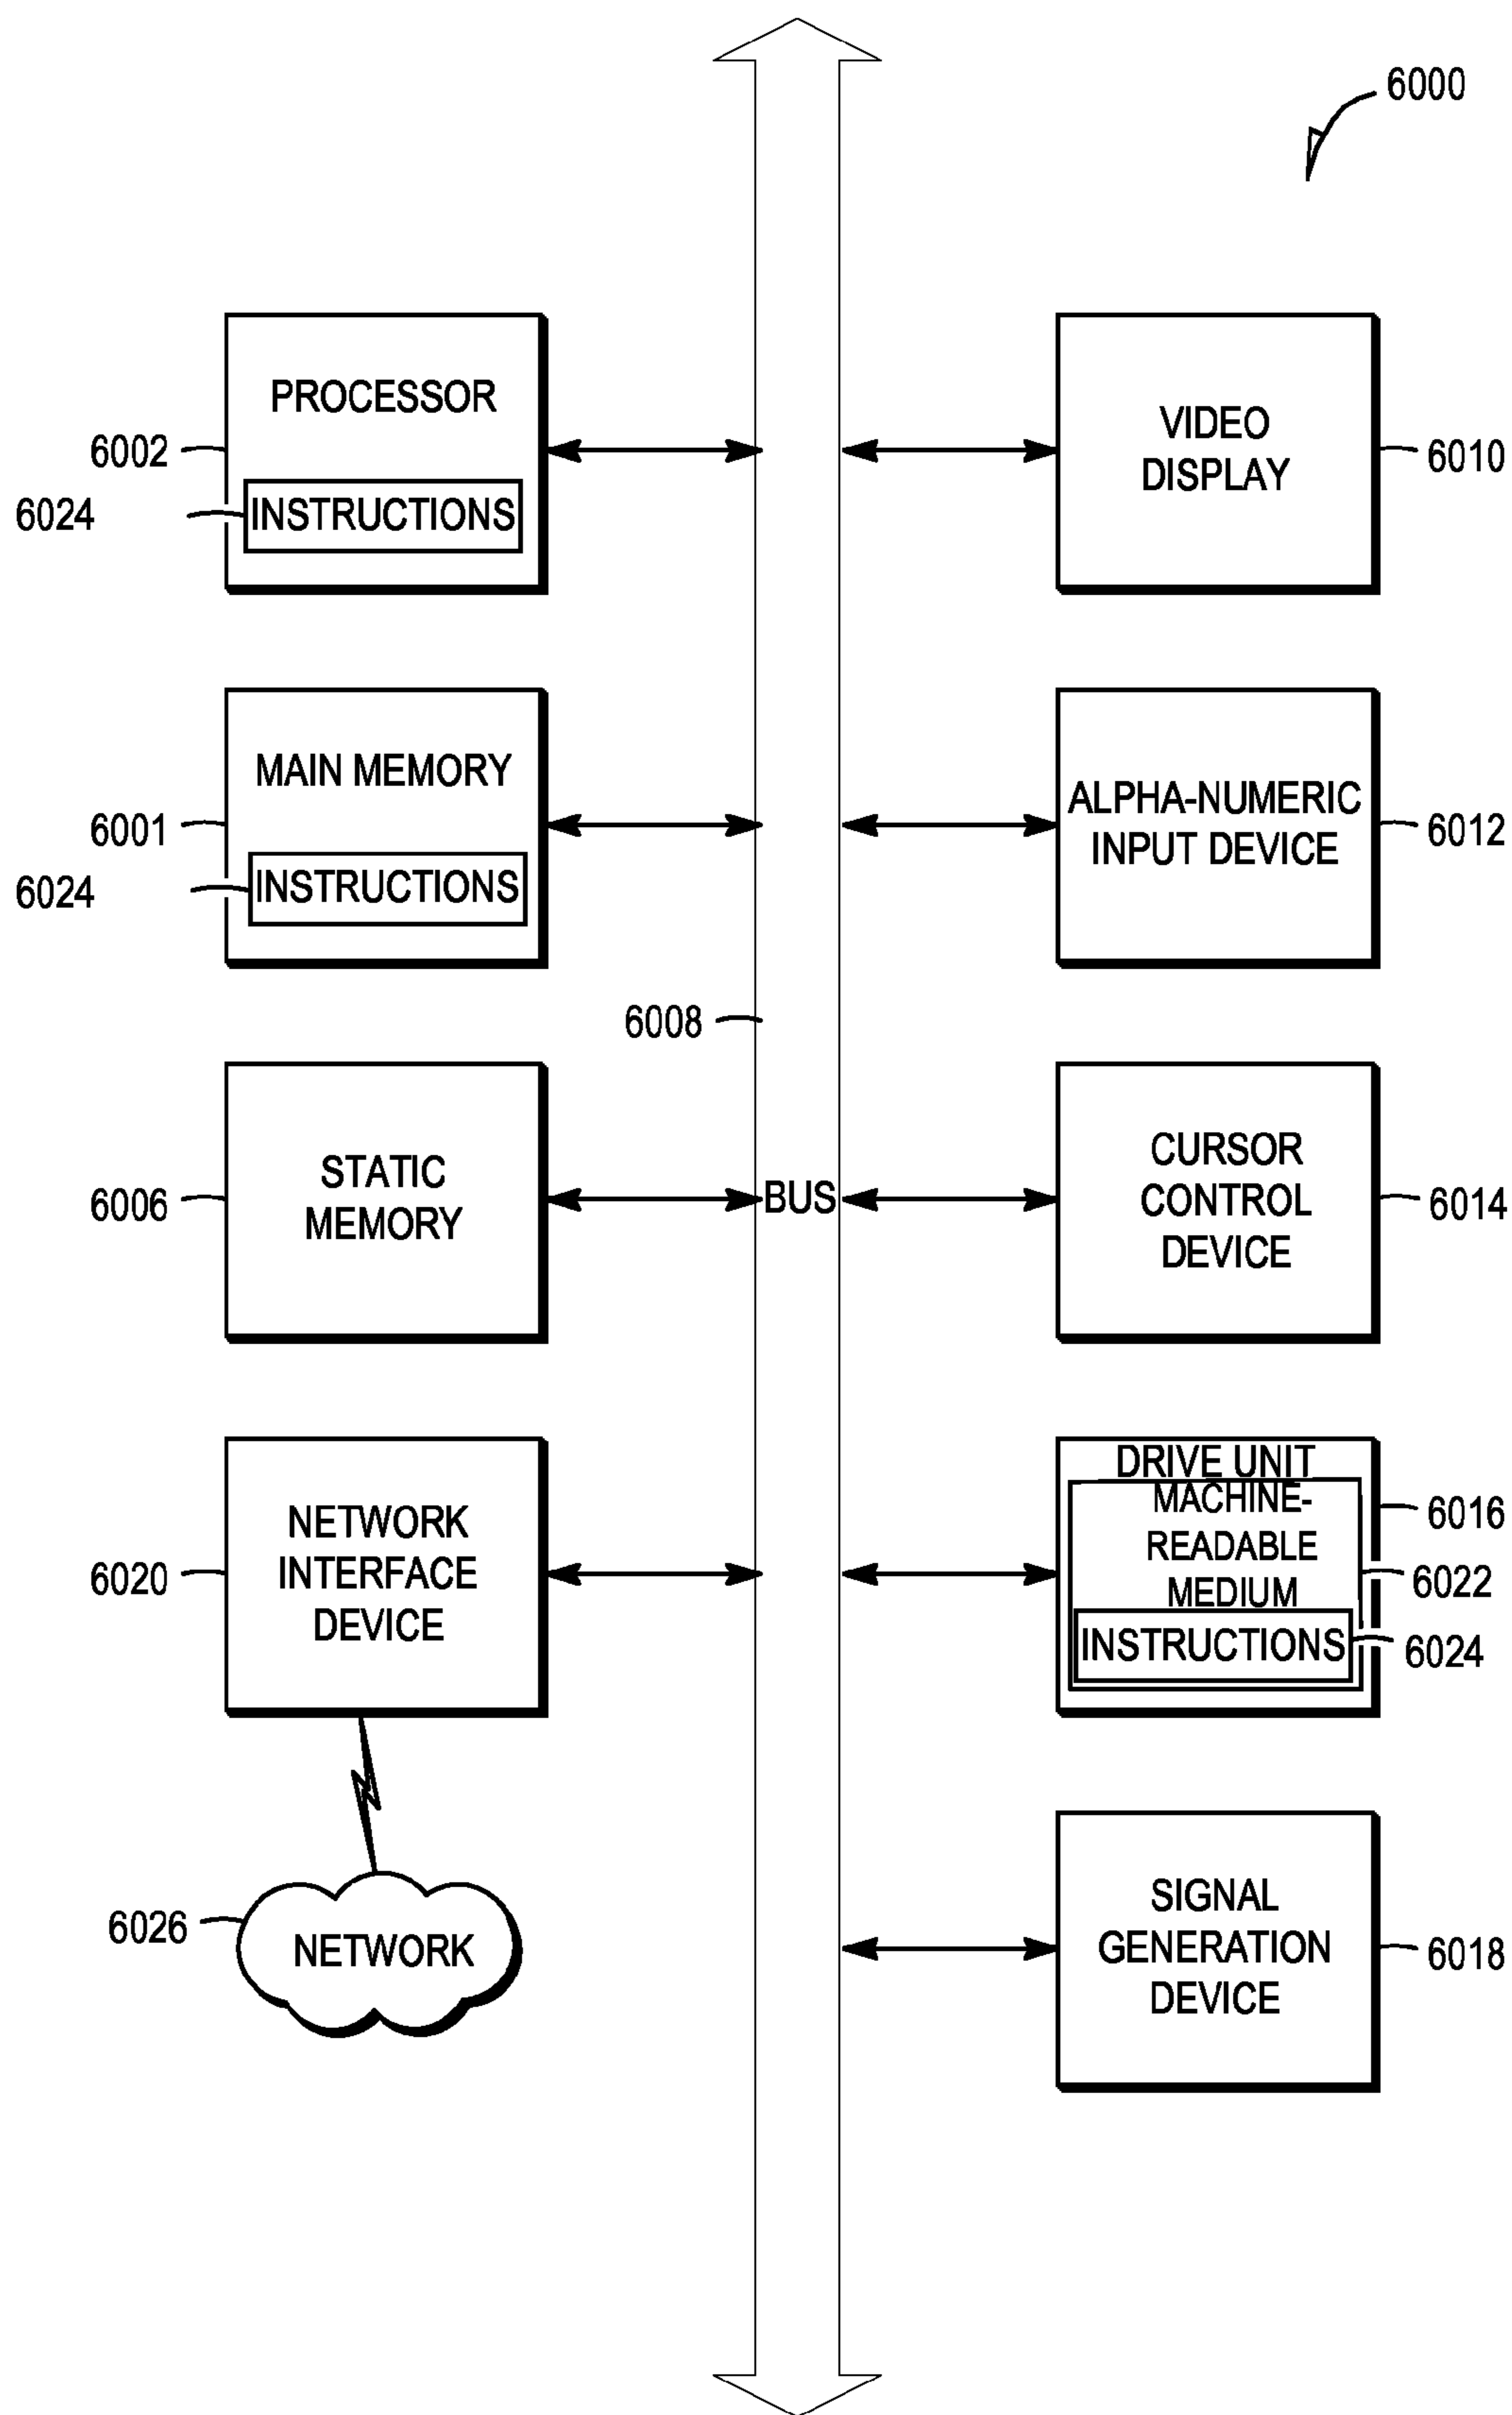 6000
PROCESSOR
6002
6024
INSTRUCTIONS
VIDEO
DISPLAY
6010
MAIN MEMORY
6001
6024
INSTRUCTIONS
ALPHA-NUMERIC
INPUT DEVICE
6012
6008
STATIC
MEMORY
6006
BUS
CURSOR
CONTROL
DEVICE
6014
NETWORK
INTERFACE
DEVICE
6020
DRIVE UNIT
MACHINE-
READABLE
MEDIUM
INSTRUCTIONS
6016
6022
6024
6026
NETWORK
SIGNAL
GENERATION
DEVICE
6018